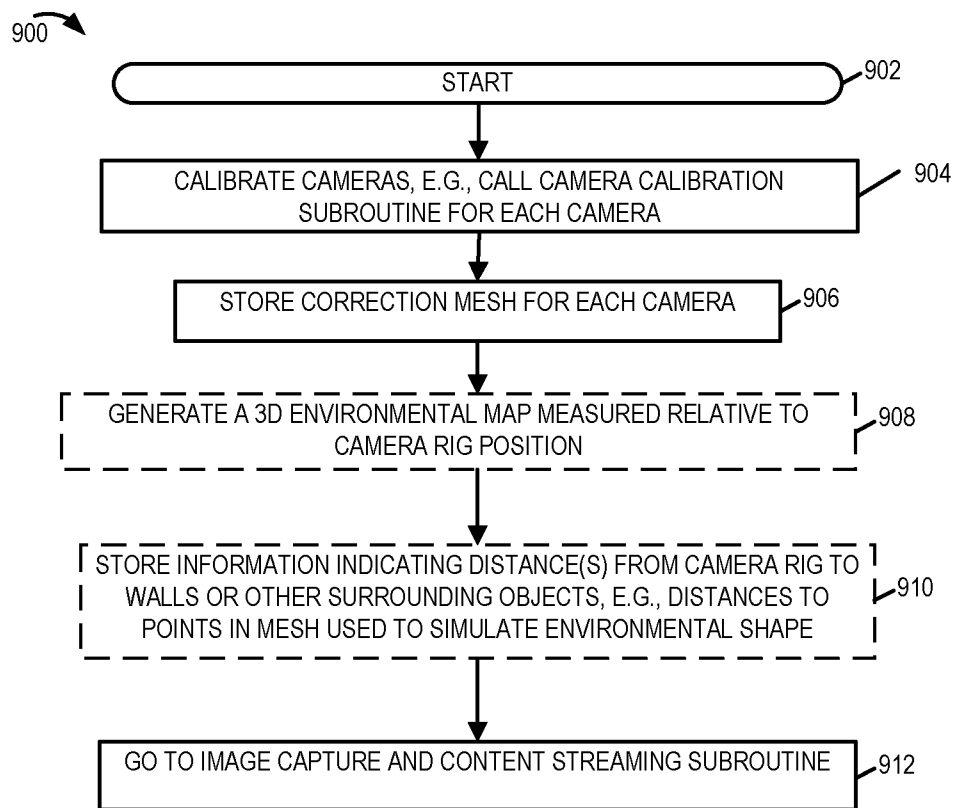 900
START
902
CALIBRATE CAMERAS, E.G., CALL CAMERA CALIBRATION
SUBROUTINE FOR EACH CAMERA
904
STORE CORRECTION MESH FOR EACH CAMERA
906
GENERATE A 3D ENVIRONMENTAL MAP MEASURED RELATIVE TO
CAMERA RIG POSITION
908
STORE INFORMATION INDICATING DISTANCE(S) FROM CAMERA RIG TO
WALLS OR OTHER SURROUNDING OBJECTS, E.G., DISTANCES TO
POINTS IN MESH USED TO SIMULATE ENVIRONMENTAL SHAPE
910
GO TO IMAGE CAPTURE AND CONTENT STREAMING SUBROUTINE
912